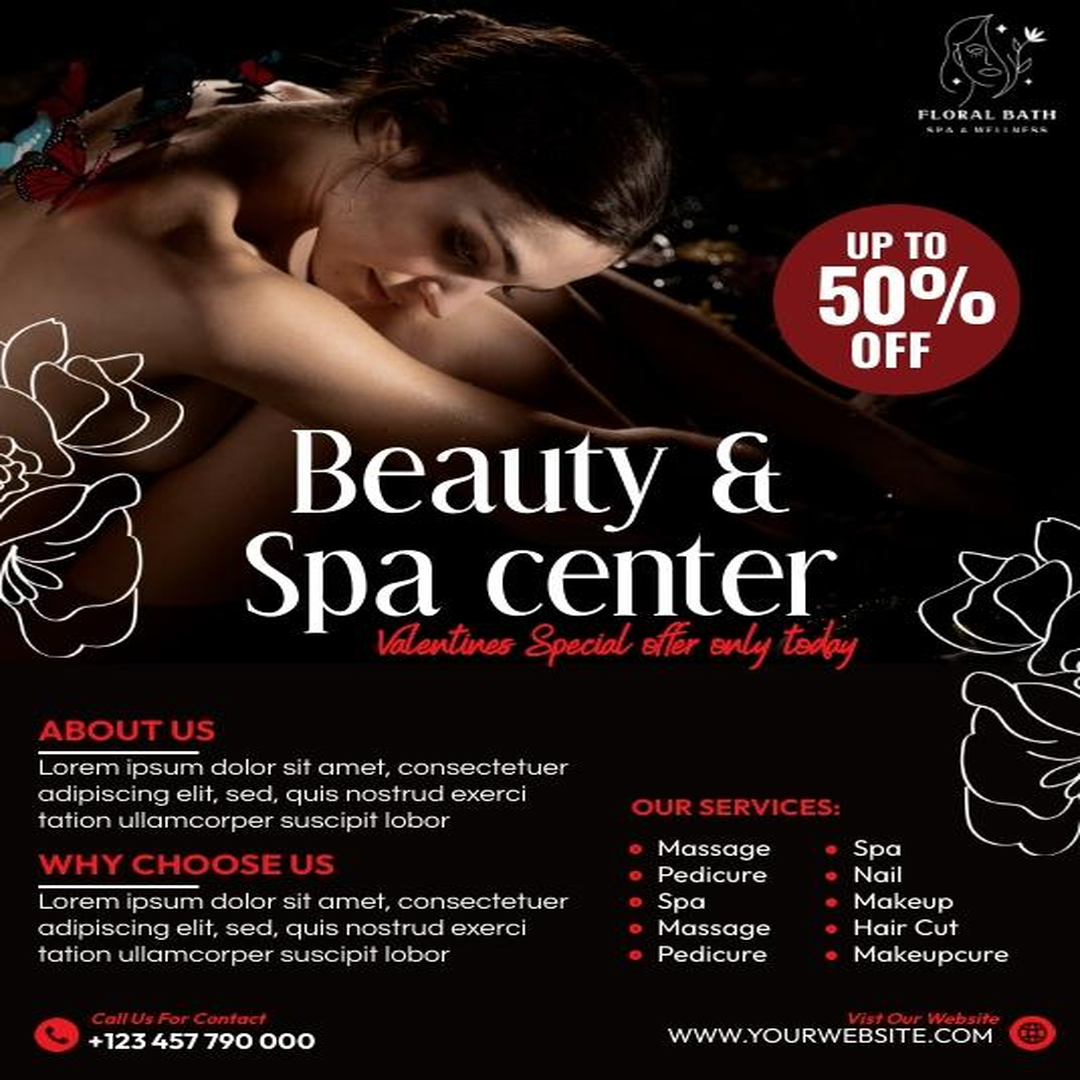 FLORAL BATH
SPA & WELLNESS
UP TO
50%
OFF
Beauty &
Spa center
Valentines Special offer only today
ABOUT US
Lorem ipsum dolor sit amet, consectetuer
adipiscing elit, sed, quis nostrud exerci
tation ullamcorper suscipit lobor
WHY CHOOSE US
Lorem ipsum dolor sit amet, consectetuer
adipiscing elit, sed, quis nostrud exerci
tation ullamcorper suscipit lobor
OUR SERVICES:
Massage
Pedicure
Spa
Massage
Pedicure
Spa
Nail
Makeup
Hair Cut
Makeupcure
Call Us For Contact
+123 457 790 000
Vist Our Website
WWW.YOURWEBSITE.COM